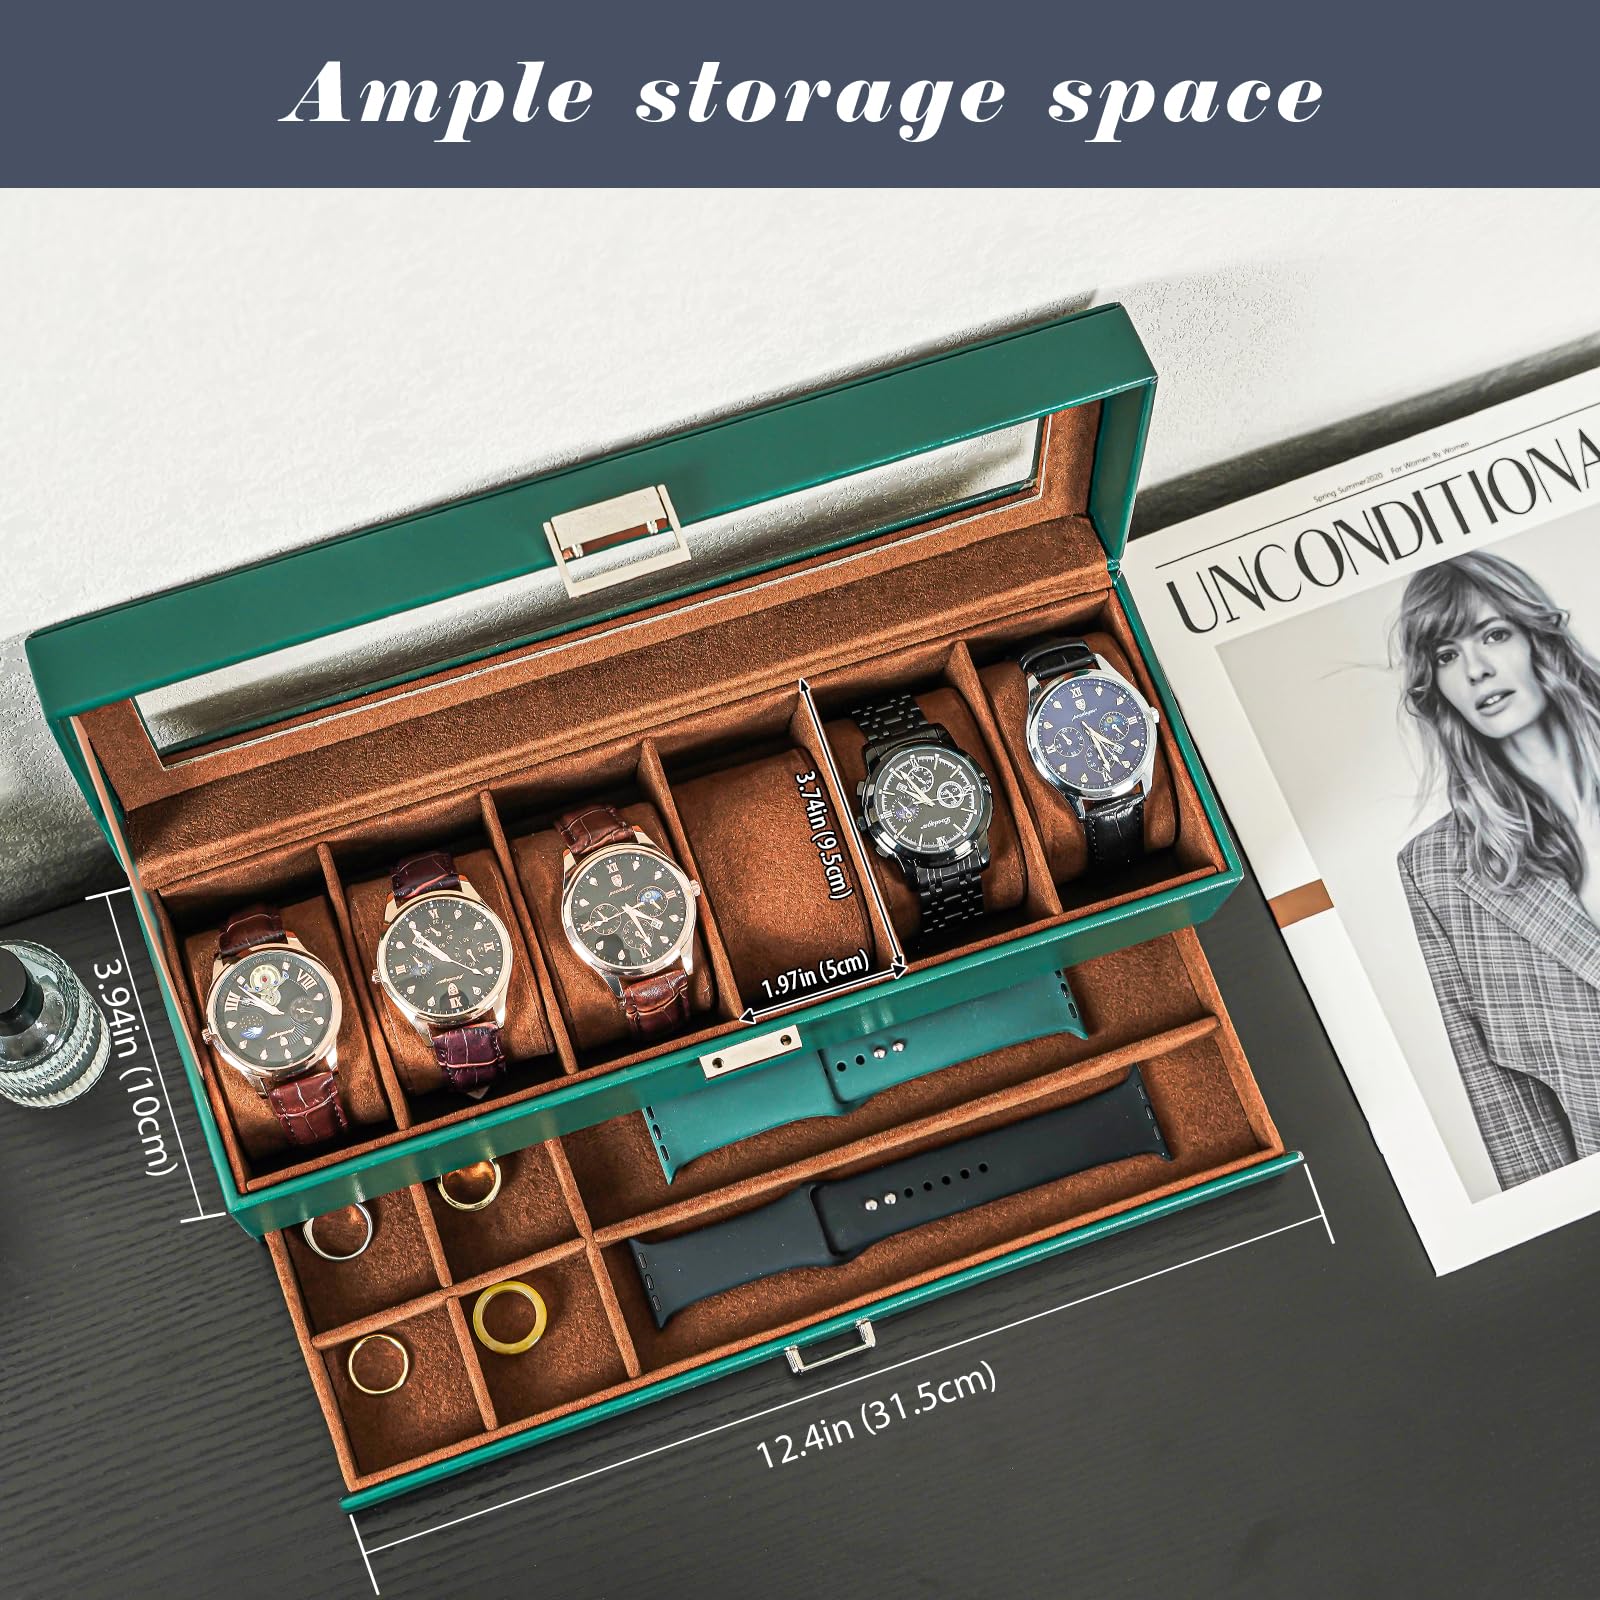 Ample storage space
Spring Summer2020 For Women By Women
UNCONDITIONA
3.74in (9.5cm)
1.97in (5cm)
3.94in (10cm)
12.4in (31.5cm)